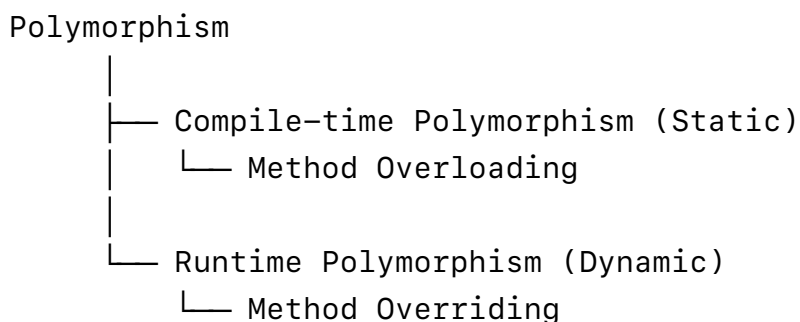 Polymorphism
Compile-time Polymorphism (Static)
Method Overloading
Runtime Polymorphism (Dynamic)
Method Overriding